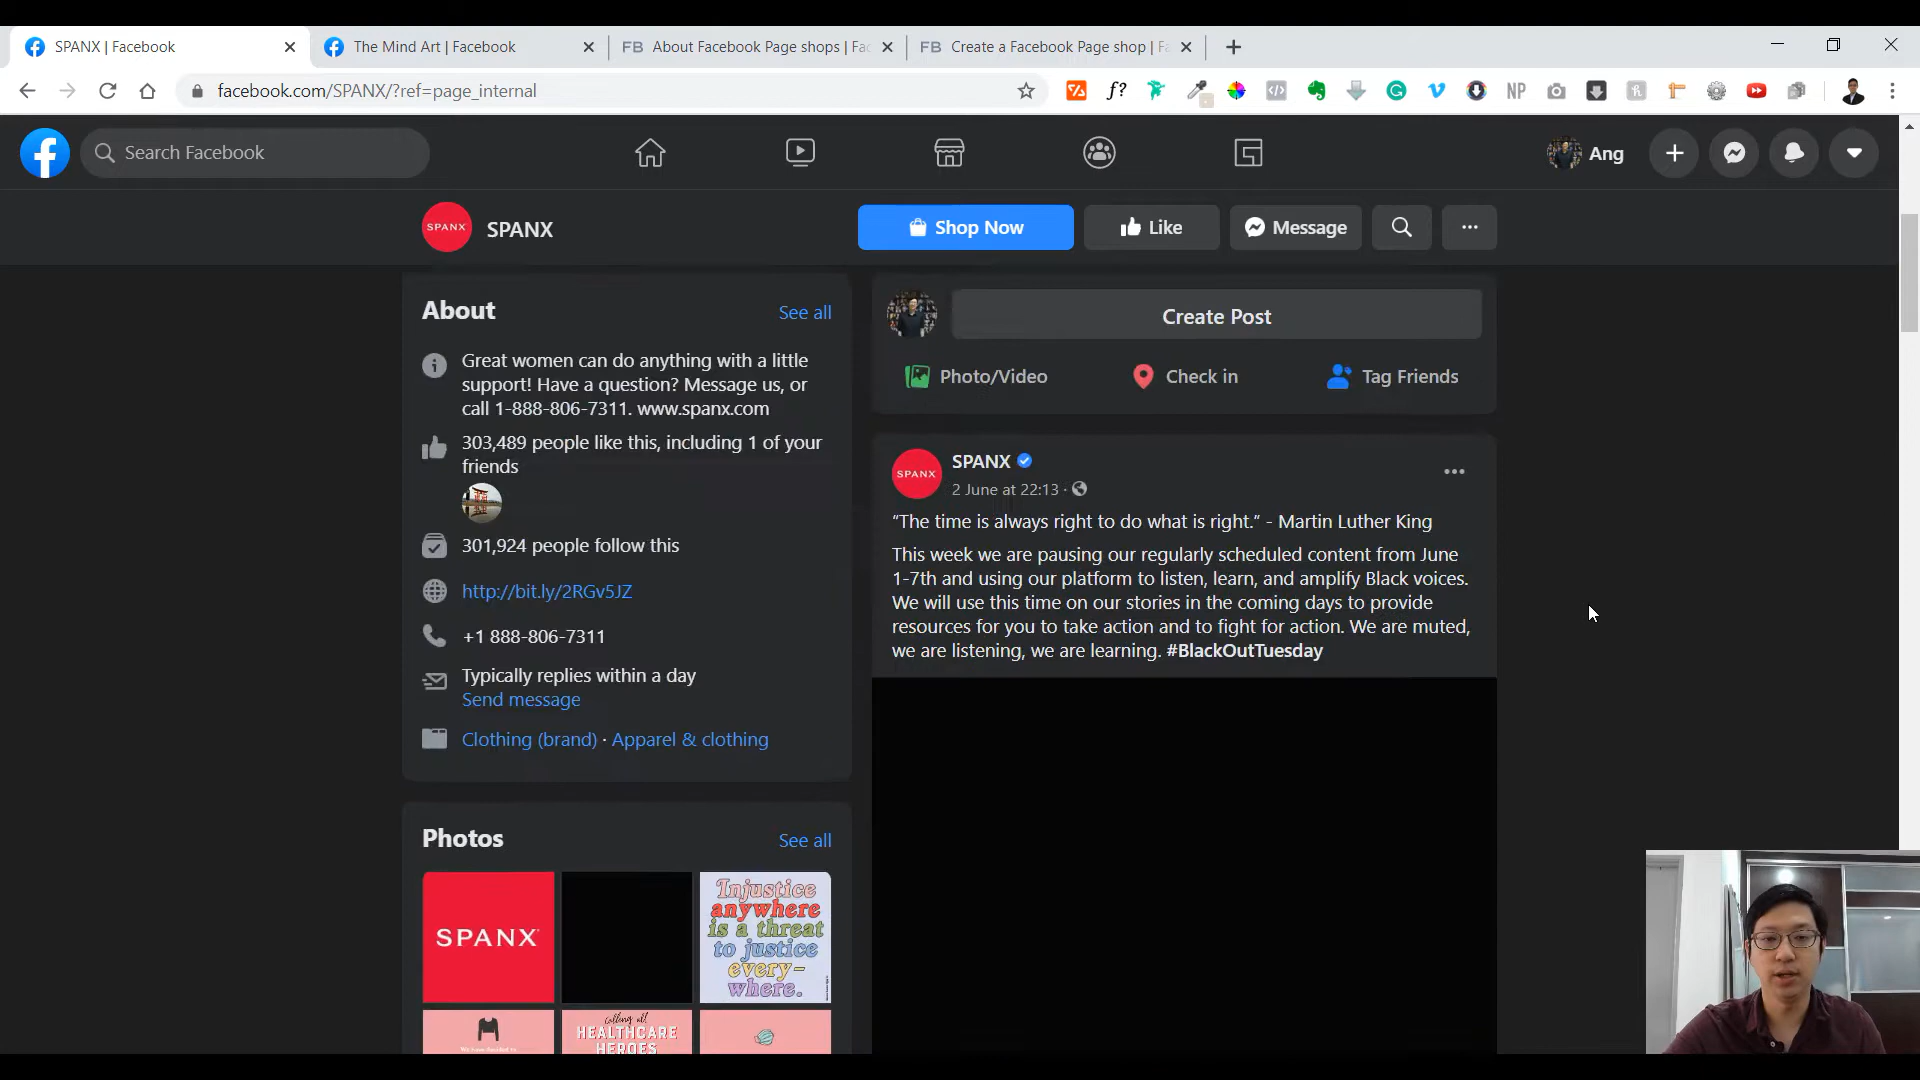 SPANX | Facebook
The Mind Art | Facebook
FB About Facebook Page shops | Fac
FB Create a Facebook Page shop | Fa
facebook.com/SPANX/?ref=page_internal
f?
NP
Search Facebook
Ang
SPANX
SPANX
Shop Now
Like
Message
About
See all
Great women can do anything with a little
support! Have a question? Message us, or
call 1-888-806-7311. www.spanx.com
303,489 people like this, including 1 of your
friends
301,924 people follow this
http://bit.ly/2RGv5JZ
+1 888-806-7311
Typically replies within a day
Send message
Clothing (brand) · Apparel & clothing
Photos
See all
SPANX
Injustice
anywhere
is a threat
to justice
every-
where.
Calling all
HEALTHCARE
HEROES
Create Post
Photo/Video
Check in
Tag Friends
SPANX
SPANX
2 June at 22:13 ·
“The time is always right to do what is right.” - Martin Luther King
This week we are pausing our regularly scheduled content from June
1-7th and using our platform to listen, learn, and amplify Black voices.
We will use this time on our stories in the coming days to provide
resources for you to take action and to fight for action. We are muted,
we are listening, we are learning. #BlackOutTuesday